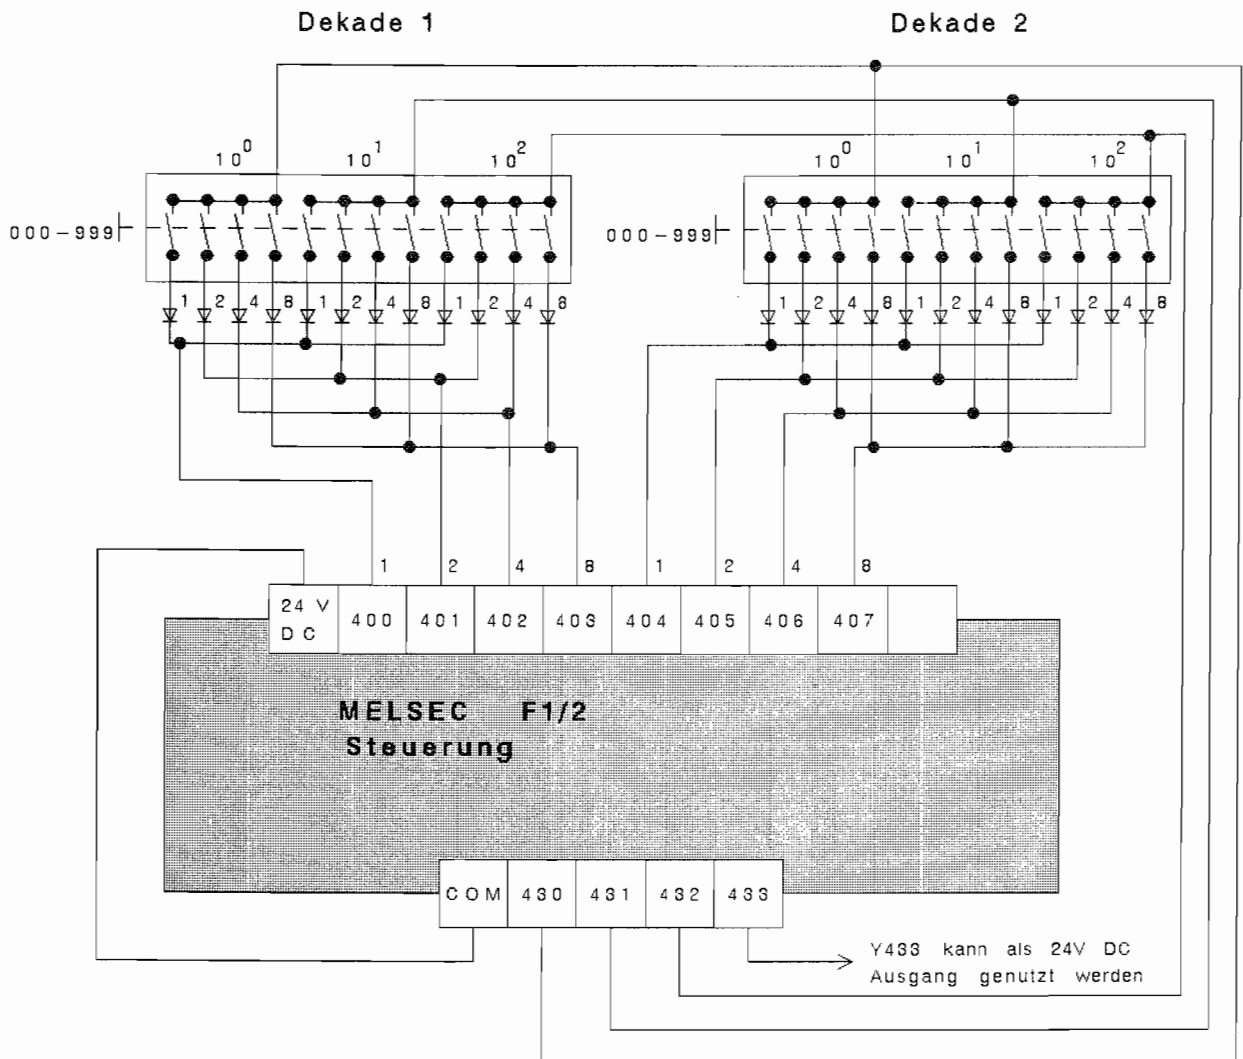 Dekade 1
Dekade 2
10^0 10^1 10^2
10^0 10^1 10^2
000-999
000-999
1 2 4 8 1 2 4 8 1 2 4 8
1 2 4 8 1 2 4 8 1 2 4 8
1 2 4 8 1 2 4 8
24 V DC 400 401 402 403 404 405 406 407
MELSEC F1/2
Steuerung
COM 430 431 432 433
Y433 kann als 24V DC
Ausgang genutzt werden